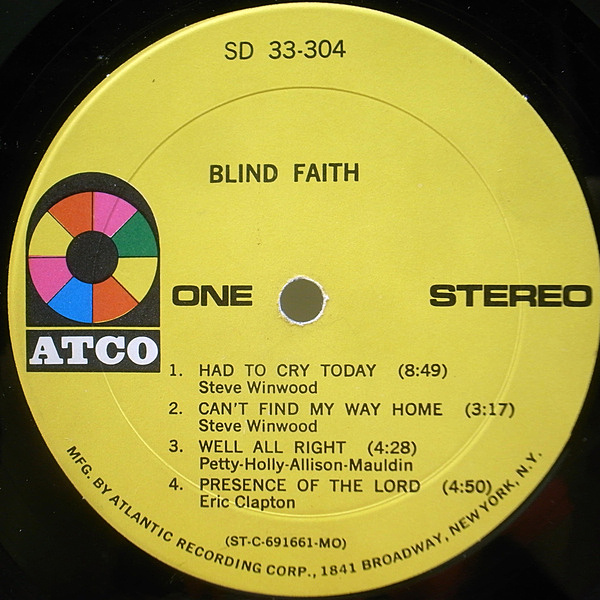 SD 33-304
BLIND FAITH
ONE
STEREO
ATCO
1. HAD TO CRY TODAY (8:49)
Steve Winwood
2. CAN'T FIND MY WAY HOME (3:17)
Steve Winwood
3. WELL ALL RIGHT (4:28)
Petty-Holly-Allison-Mauldin
4. PRESENCE OF THE LORD (4:50)
Eric Clapton
(ST-C-691661-MO)
MFG. BY ATLANTIC RECORDING CORP., 1841 BROADWAY, NEW YORK, N.Y.